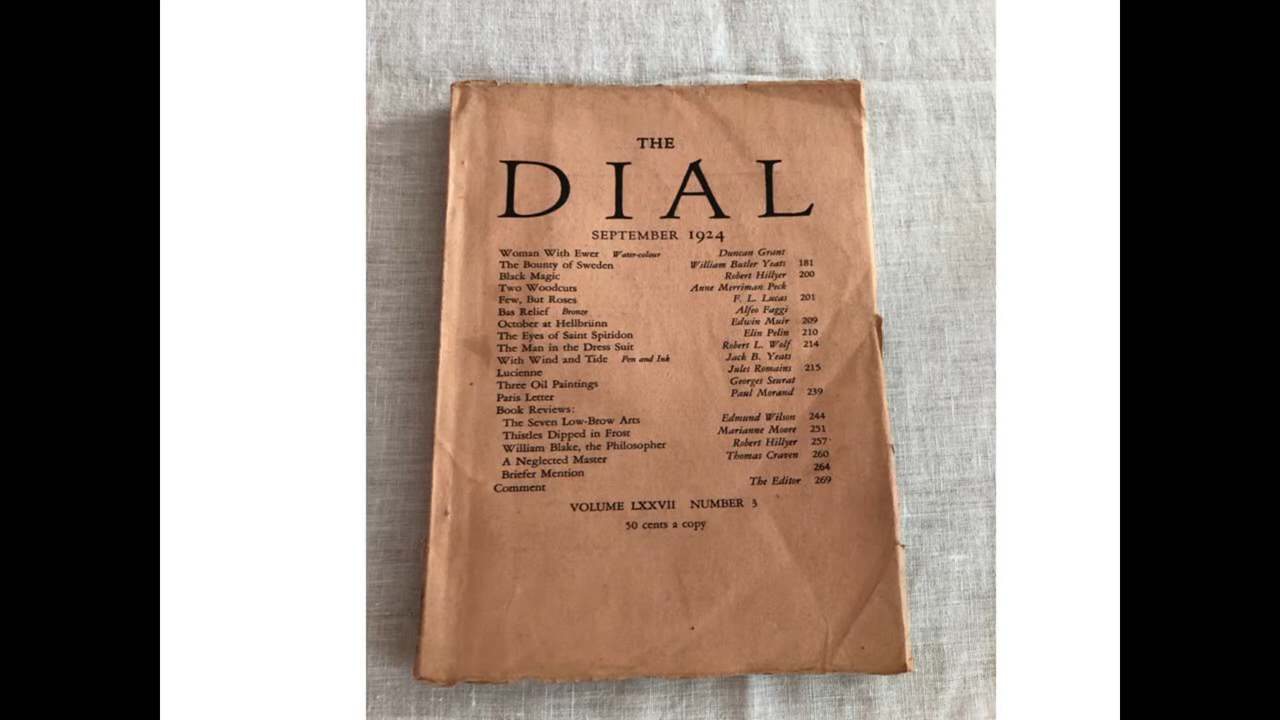 THE
DIAL
SEPTEMBER 1924
Woman With Ewer Water-colour Duncan Grant
The Bounty of Sweden William Butler Yeats 181
Black Magic Robert Hillyer 200
Two Woodcuts Anne Merriman Peck
Few, But Roses F. L. Lucas 201
Bas Relief Bronze Alfeo Faggi
October at Hellbrünn Edwin Muir 209
The Eyes of Saint Spiridon Elin Pelin 210
The Man in the Dress Suit Robert L. Wolf 214
With Wind and Tide Pen and Ink Jack B. Yeats
Lucienne Jules Romains 215
Three Oil Paintings Georges Seurat
Paris Letter Paul Morand 239
Book Reviews:
The Seven Low-Brow Arts Edmund Wilson 244
Thistles Dipped in Frost Marianne Moore 251
William Blake, the Philosopher Robert Hillyer 257
A Neglected Master Thomas Craven 260
Briefer Mention 264
Comment The Editor 269
VOLUME LXXVII NUMBER 3
50 cents a copy